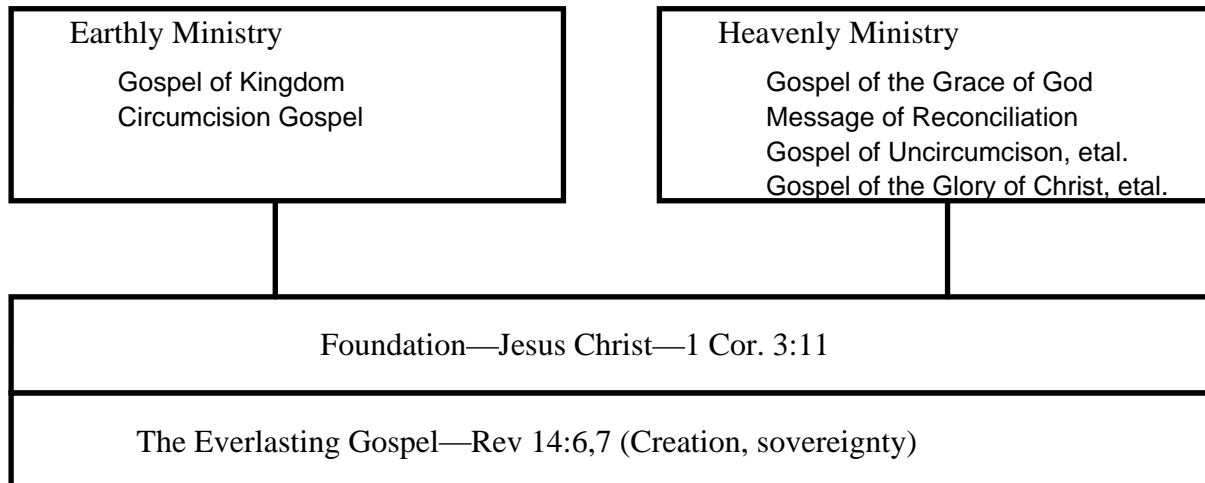 Earthly Ministry
Gospel of Kingdom
Circumcision Gospel
Heavenly Ministry
Gospel of the Grace of God
Message of Reconciliation
Gospel of Uncircumcison, etal.
Gospel of the Glory of Christ, etal.
Foundation—Jesus Christ—1 Cor. 3:11
The Everlasting Gospel—Rev 14:6,7 (Creation, sovereignty)